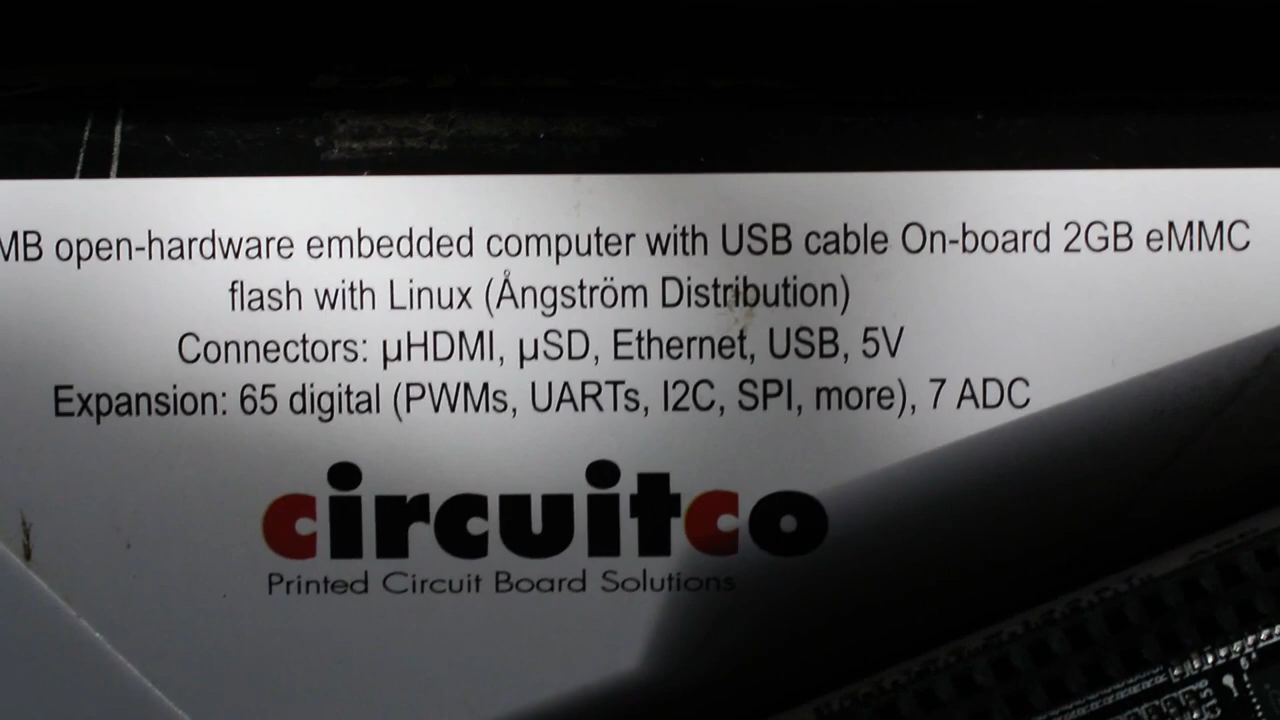 MB open-hardware embedded computer with USB cable On-board 2GB eMMC
flash with Linux (Ångström Distribution)
Connectors: µHDMI, µSD, Ethernet, USB, 5V
Expansion: 65 digital (PWMs, UARTs, I2C, SPI, more), 7 ADC
circuitco
Printed Circuit Board Solutions